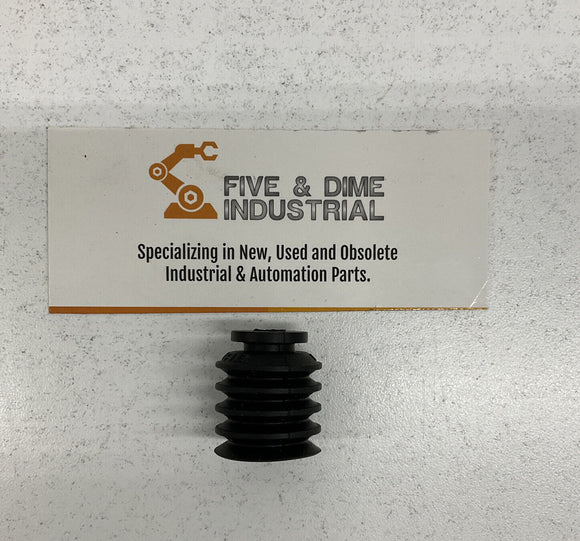 FIVE & DIME
INDUSTRIAL
Specializing in New, Used and Obsolete
Industrial & Automation Parts.